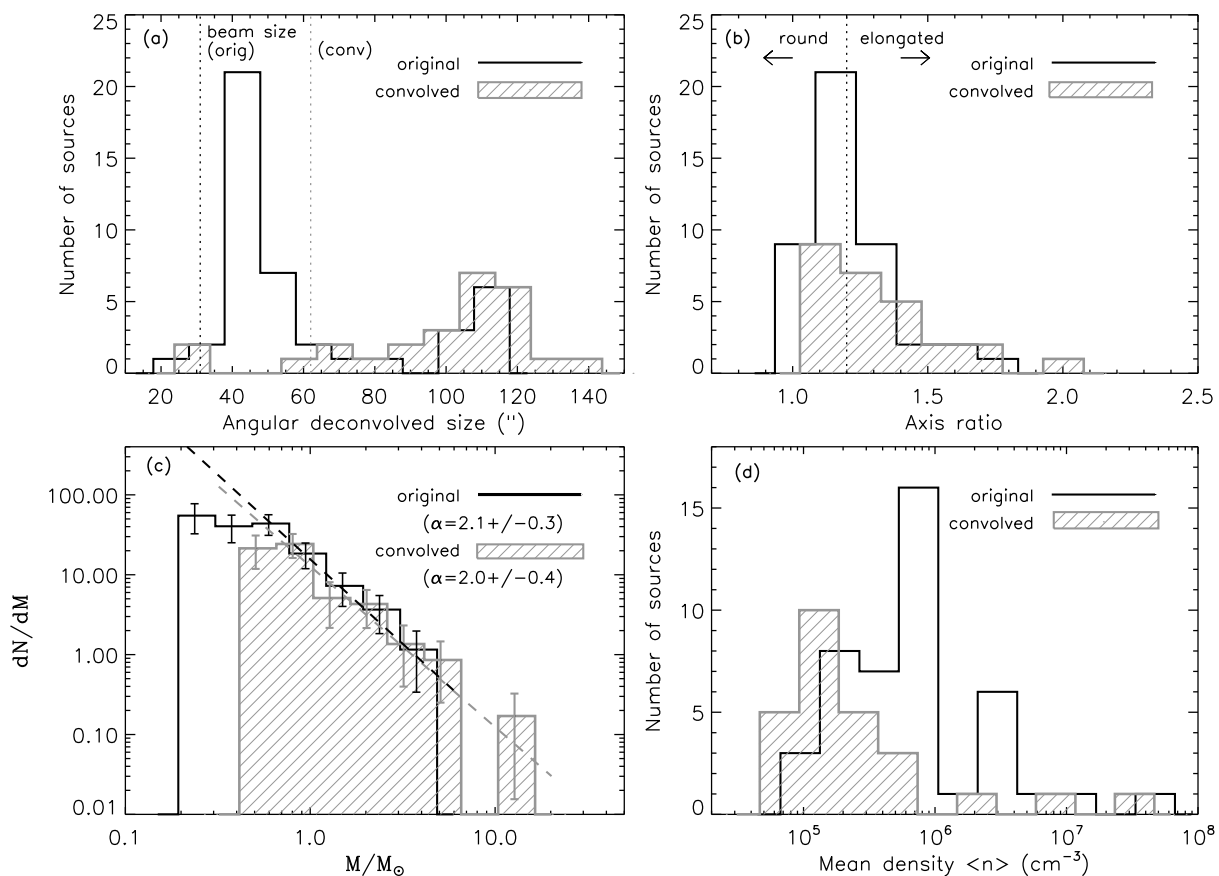 (a)
beam size
(orig)
(conv)
original
convolved
Number of sources
25
20
15
10
5
0
20 40 60 80 100 120 140
Angular deconvolved size (")
(b)
round
elongated
original
convolved
Number of sources
25
20
15
10
5
0
1.0 1.5 2.0 2.5
Axis ratio
(c)
original
(α=2.1+/-0.3)
convolved
(α=2.0+/-0.4)
dN/dM
100.00
10.00
1.00
0.10
0.01
0.1 1.0 10.0
M/M⊙
(d)
original
convolved
Number of sources
15
10
5
0
10⁵ 10⁶ 10⁷ 10⁸
Mean density <n> (cm⁻³)